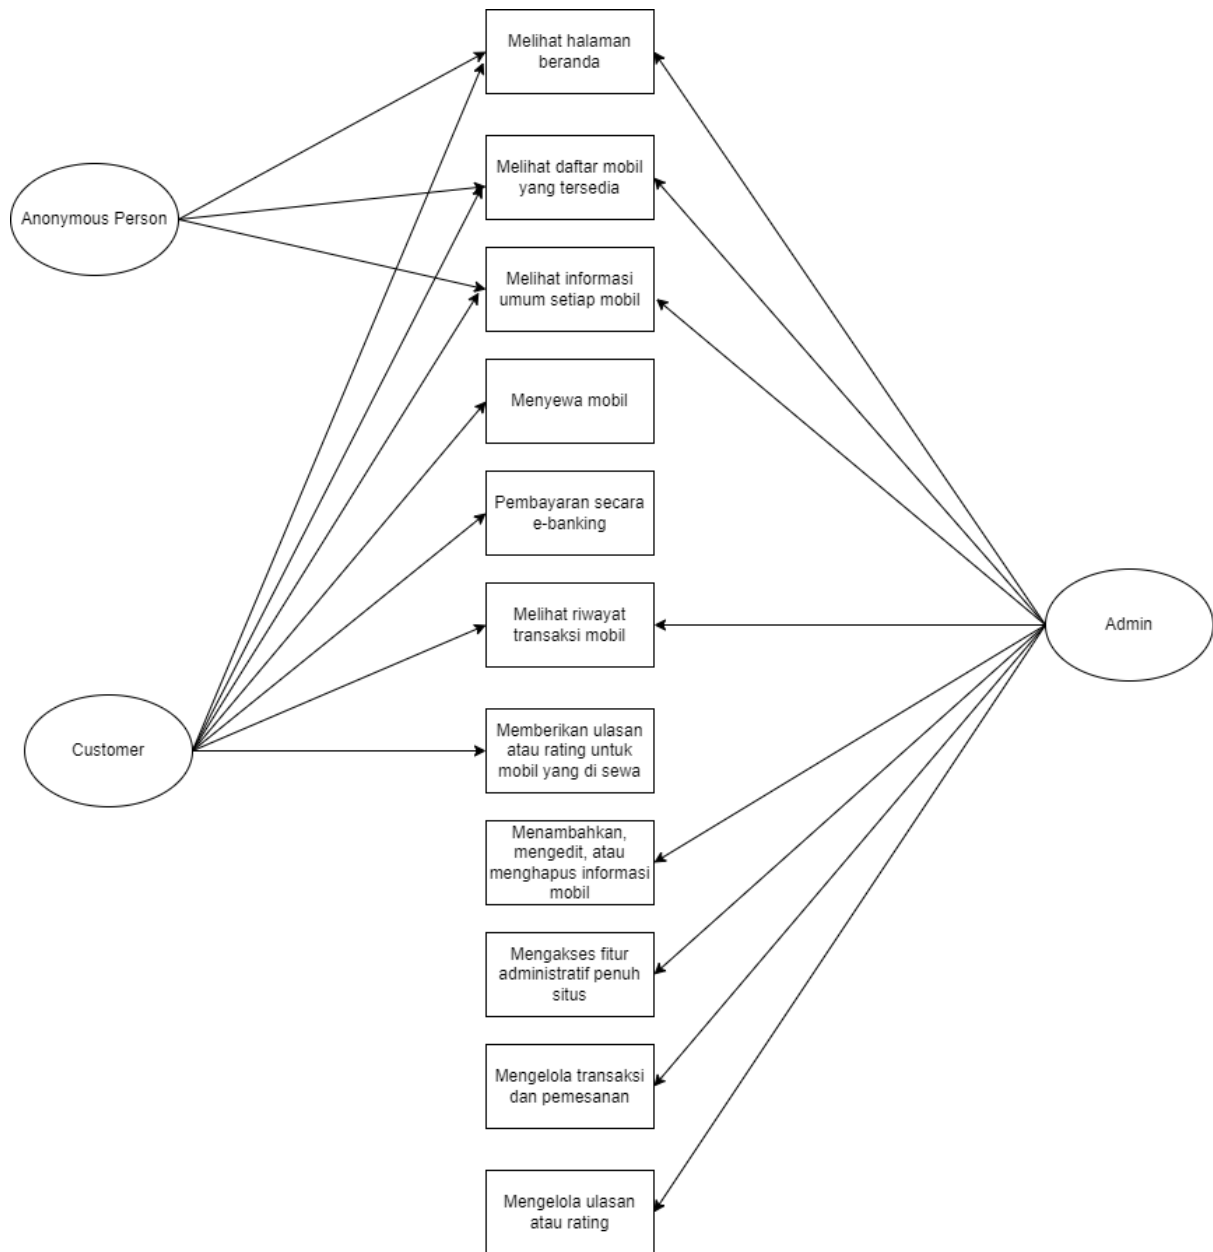 Melihat halaman
beranda
Melihat daftar mobil
yang tersedia
Anonymous Person
Melihat informasi
umum setiap mobil
Menyewa mobil
Pembayaran secara
e-banking
Melihat riwayat
transaksi mobil
Admin
Customer
Memberikan ulasan
atau rating untuk
mobil yang di sewa
Menambahkan,
mengedit, atau
menghapus informasi
mobil
Mengakses fitur
administratif penuh
situs
Mengelola transaksi
dan pemesanan
Mengelola ulasan
atau rating